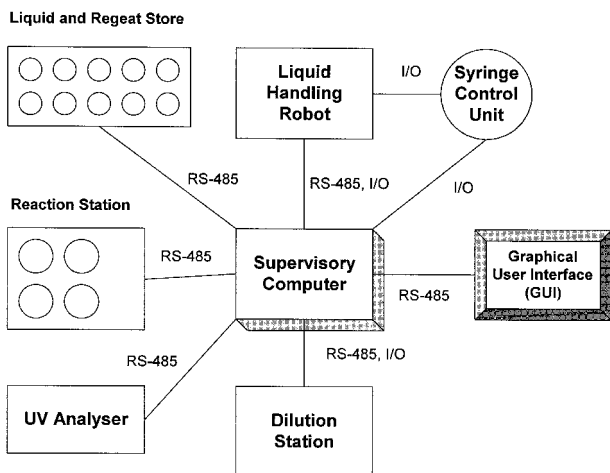 Liquid and Regeat Store
Liquid
Handling
Robot
I/O
Syringe
Control
Unit
RS-485
RS-485, I/O
I/O
Reaction Station
RS-485
Supervisory
Computer
RS-485
Graphical
User Interface
(GUI)
RS-485
RS-485, I/O
UV Analyser
Dilution
Station